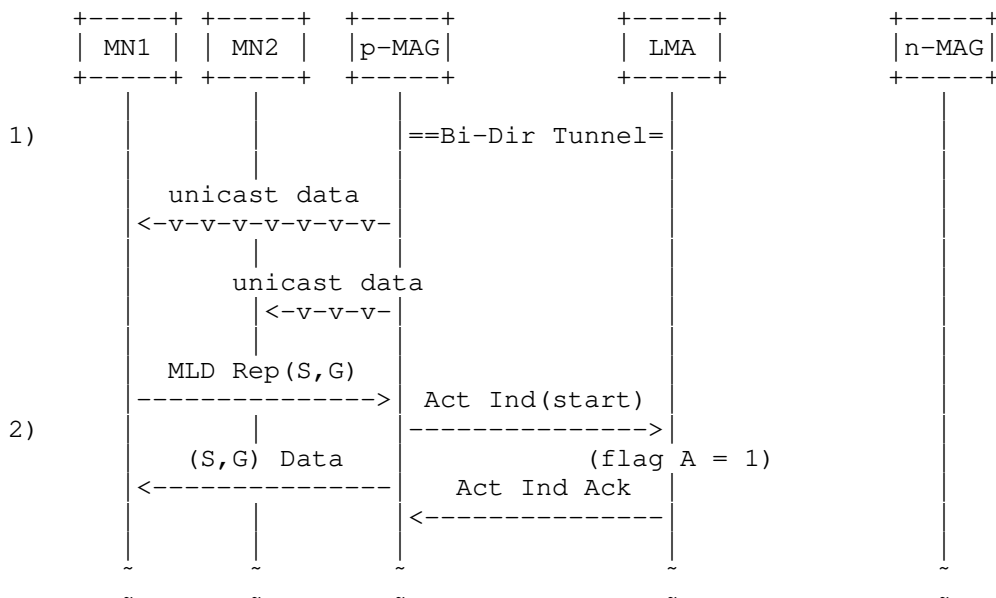 MN1 MN2 p-MAG LMA n-MAG
1) ==Bi-Dir Tunnel=
unicast data
<-v-v-v-v-v-v-v-
unicast data
<-v-v-v-
MLD Rep(S,G)
---------------> Act Ind(start)
2) --------------->
(S,G) Data (flag A = 1)
<---------------- Act Ind Ack
<---------------